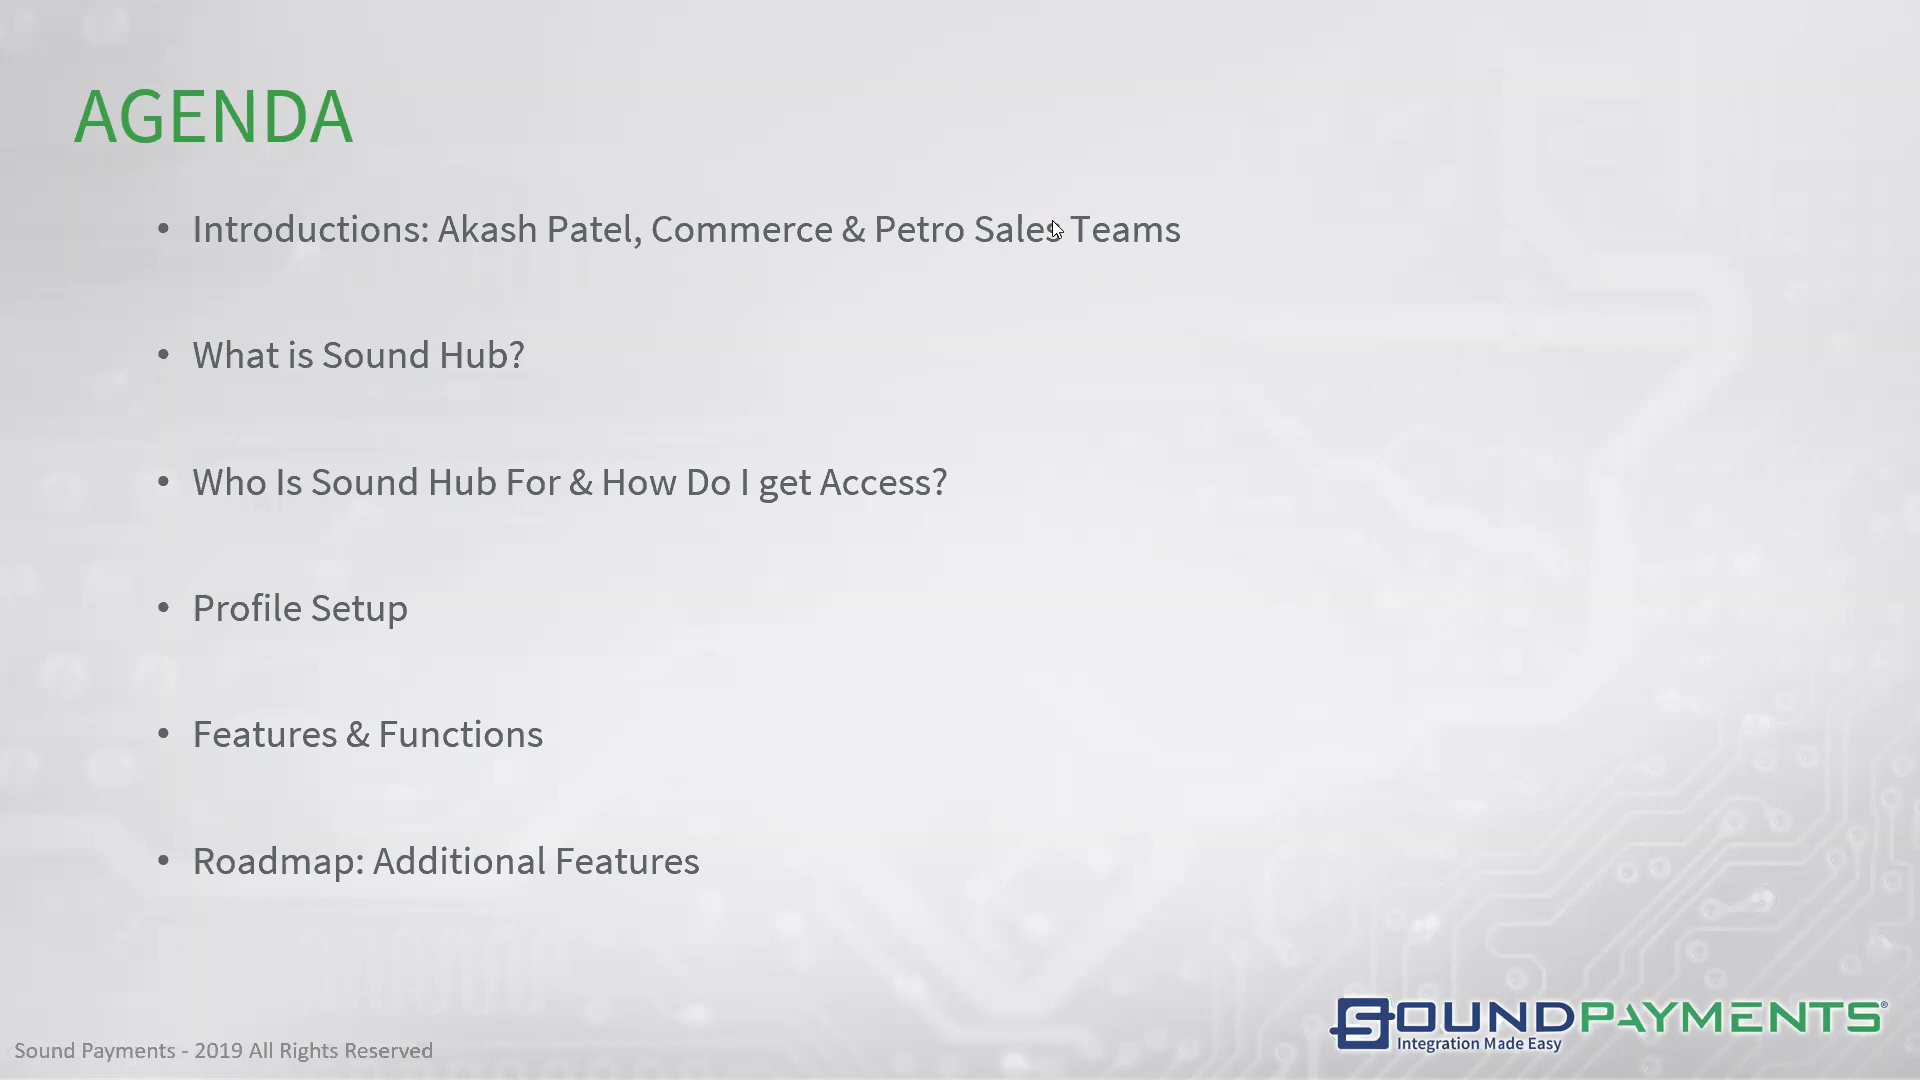 AGENDA
• Introductions: Akash Patel, Commerce & Petro Sales Teams
• What is Sound Hub?
• Who Is Sound Hub For & How Do I get Access?
• Profile Setup
• Features & Functions
• Roadmap: Additional Features
SOUNDPAYMENTS®
Integration Made Easy
Sound Payments - 2019 All Rights Reserved